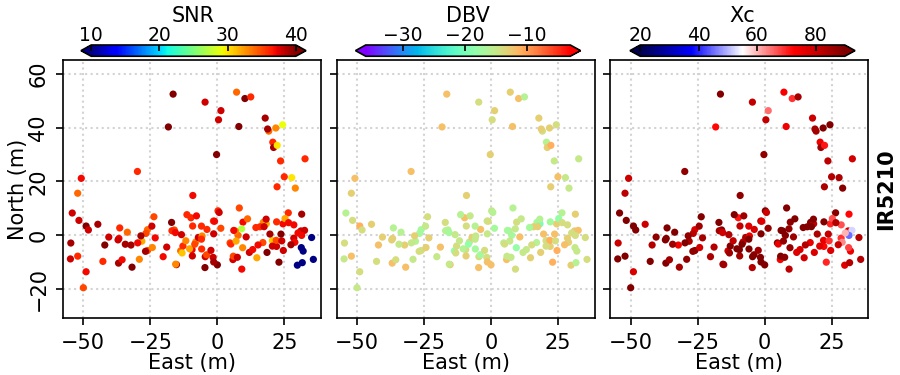 SNR DBV Xc
10 20 30 40 −30 −20 −10 20 40 60 80
60
40
20
0
−20
North (m)
IR5210
−50 −25 0 25 −50 −25 0 25 −50 −25 0 25
East (m) East (m) East (m)